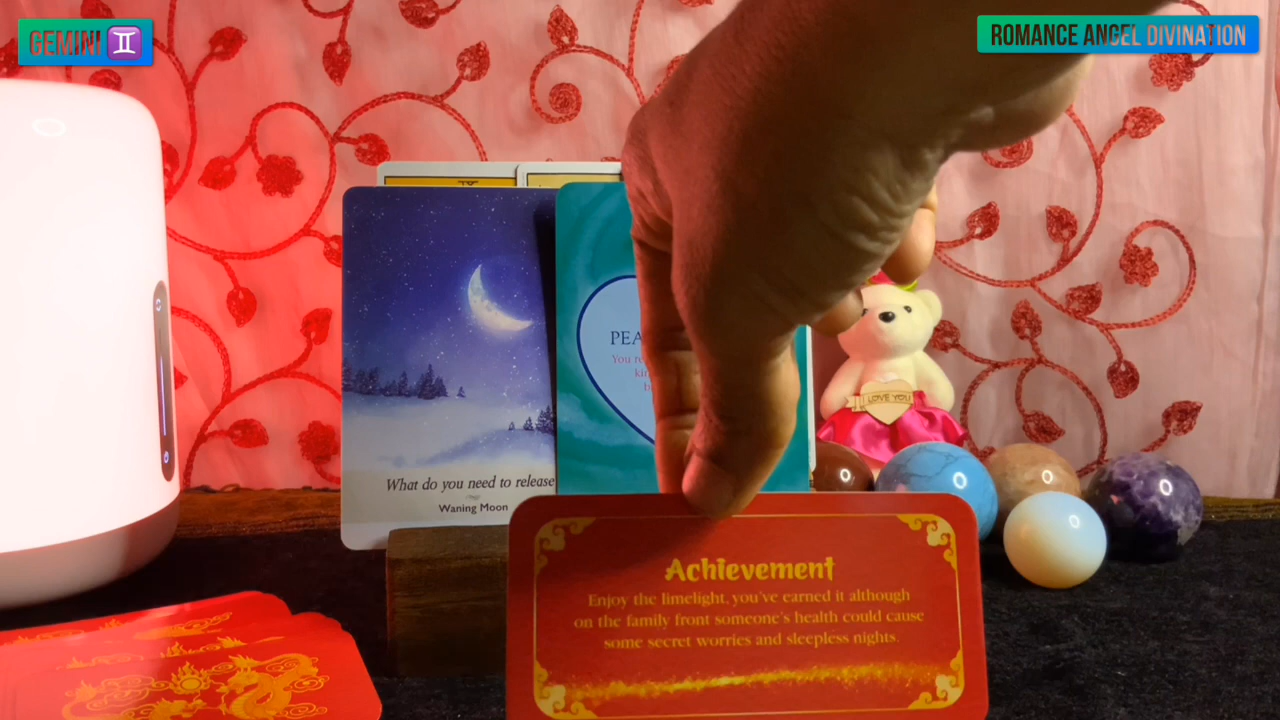 GEMINI ♊
ROMANCE ANGEL DIVINATION
What do you need to release
Waning Moon
I LOVE YOU
Achievement
Enjoy the limelight, you've earned it although
on the family front someone's health could cause
some secret worries and sleepless nights.